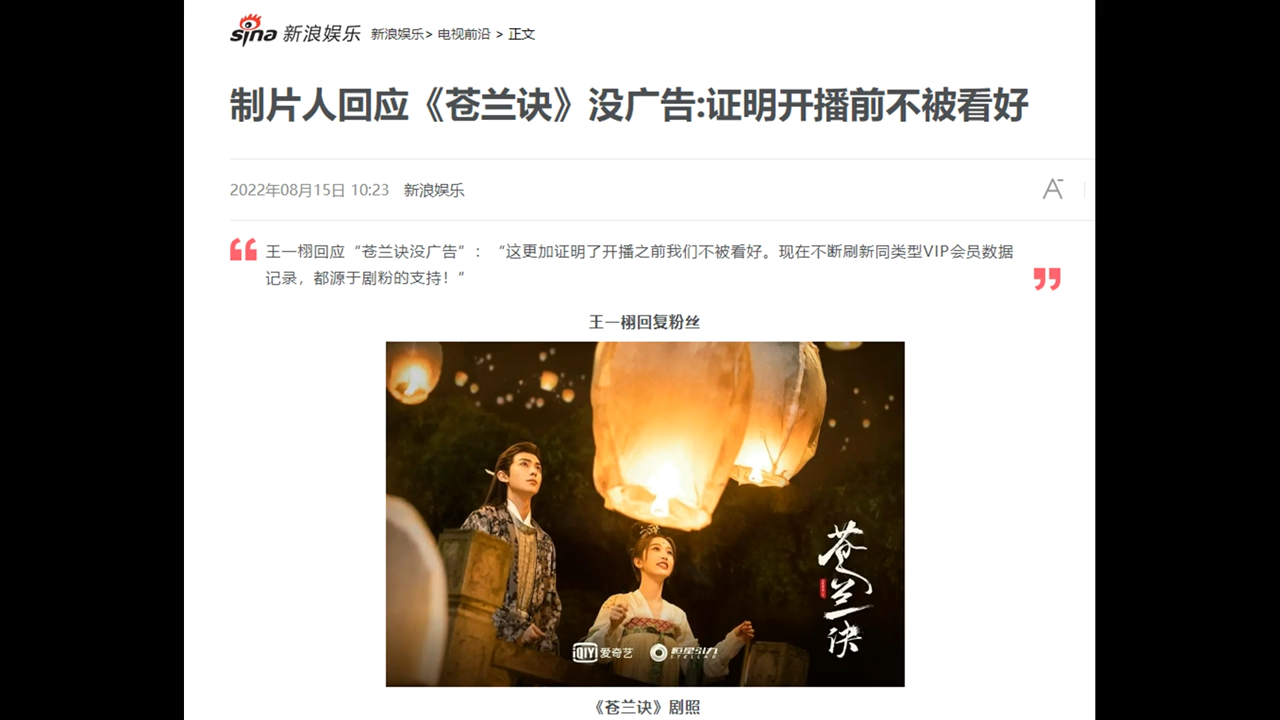 sina 新浪娱乐 新浪娱乐> 电视前沿 > 正文
制片人回应《苍兰诀》没广告:证明开播前不被看好
2022年08月15日 10:23 新浪娱乐 A-
王一栩回应“苍兰诀没广告”：“这更加证明了开播之前我们不被看好。现在不断刷新同类型VIP会员数据
记录，都源于剧粉的支持！”
王一栩回复粉丝
苍兰诀
iQIY 爱奇艺 恒星引力 STELLAR
《苍兰诀》剧照